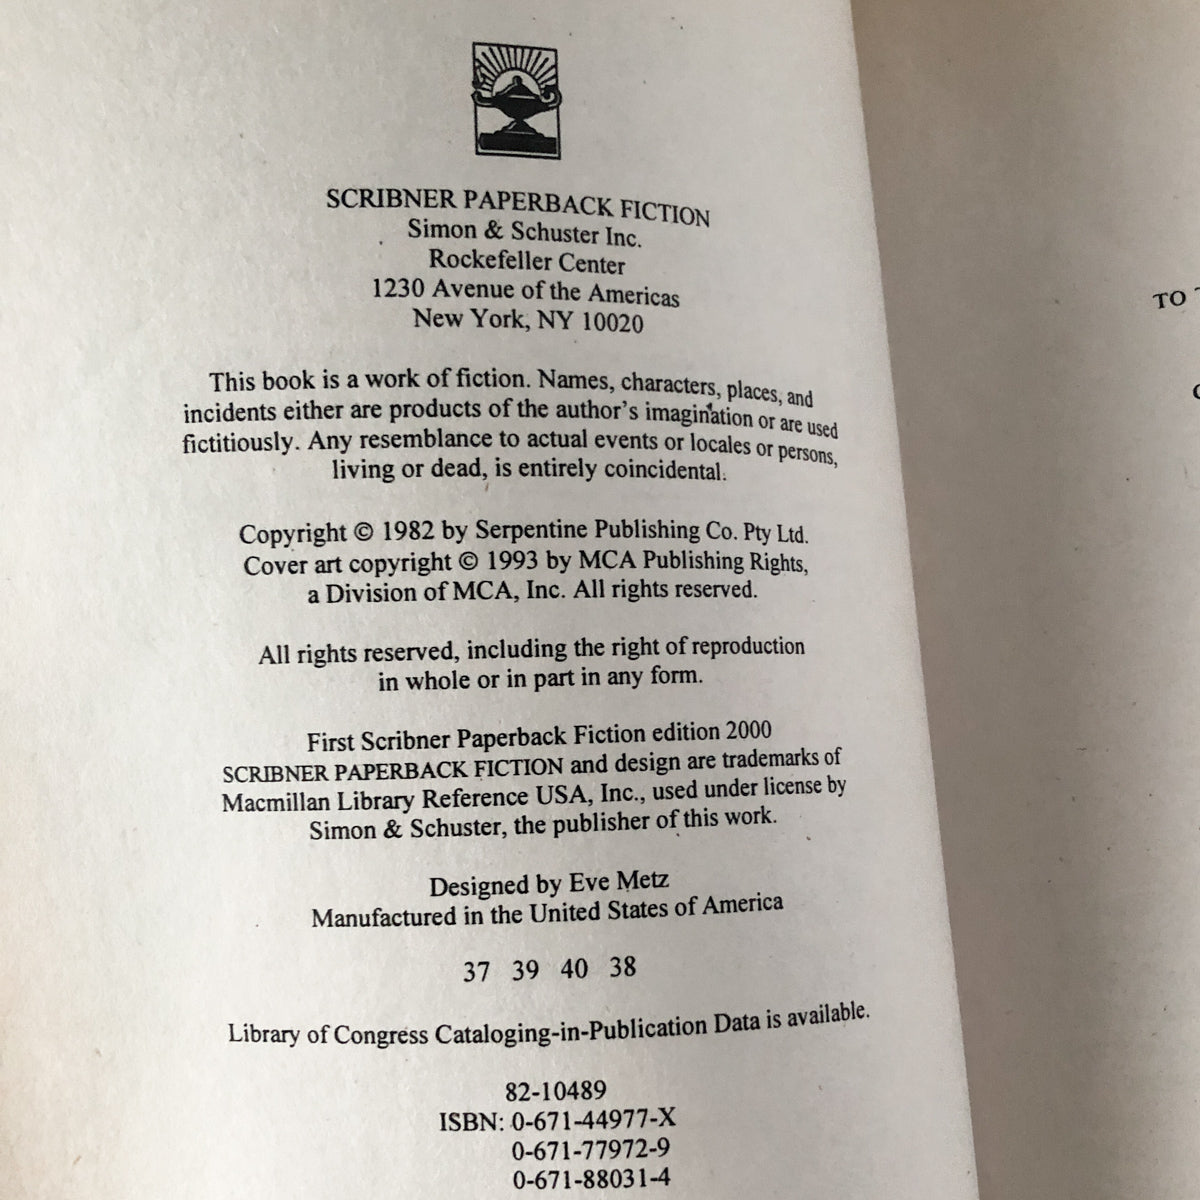 SCRIBNER PAPERBACK FICTION
Simon & Schuster Inc.
Rockefeller Center
1230 Avenue of the Americas
New York, NY 10020
This book is a work of fiction. Names, characters, places, and
incidents either are products of the author's imagination or are used
fictitiously. Any resemblance to actual events or locales or persons,
living or dead, is entirely coincidental.
Copyright © 1982 by Serpentine Publishing Co. Pty Ltd.
Cover art copyright © 1993 by MCA Publishing Rights,
a Division of MCA, Inc. All rights reserved.
All rights reserved, including the right of reproduction
in whole or in part in any form.
First Scribner Paperback Fiction edition 2000
SCRIBNER PAPERBACK FICTION and design are trademarks of
Macmillan Library Reference USA, Inc., used under license by
Simon & Schuster, the publisher of this work.
Designed by Eve Metz
Manufactured in the United States of America
37 39 40 38
Library of Congress Cataloging-in-Publication Data is available.
82-10489
ISBN: 0-671-44977-X
0-671-77972-9
0-671-88031-4
TO